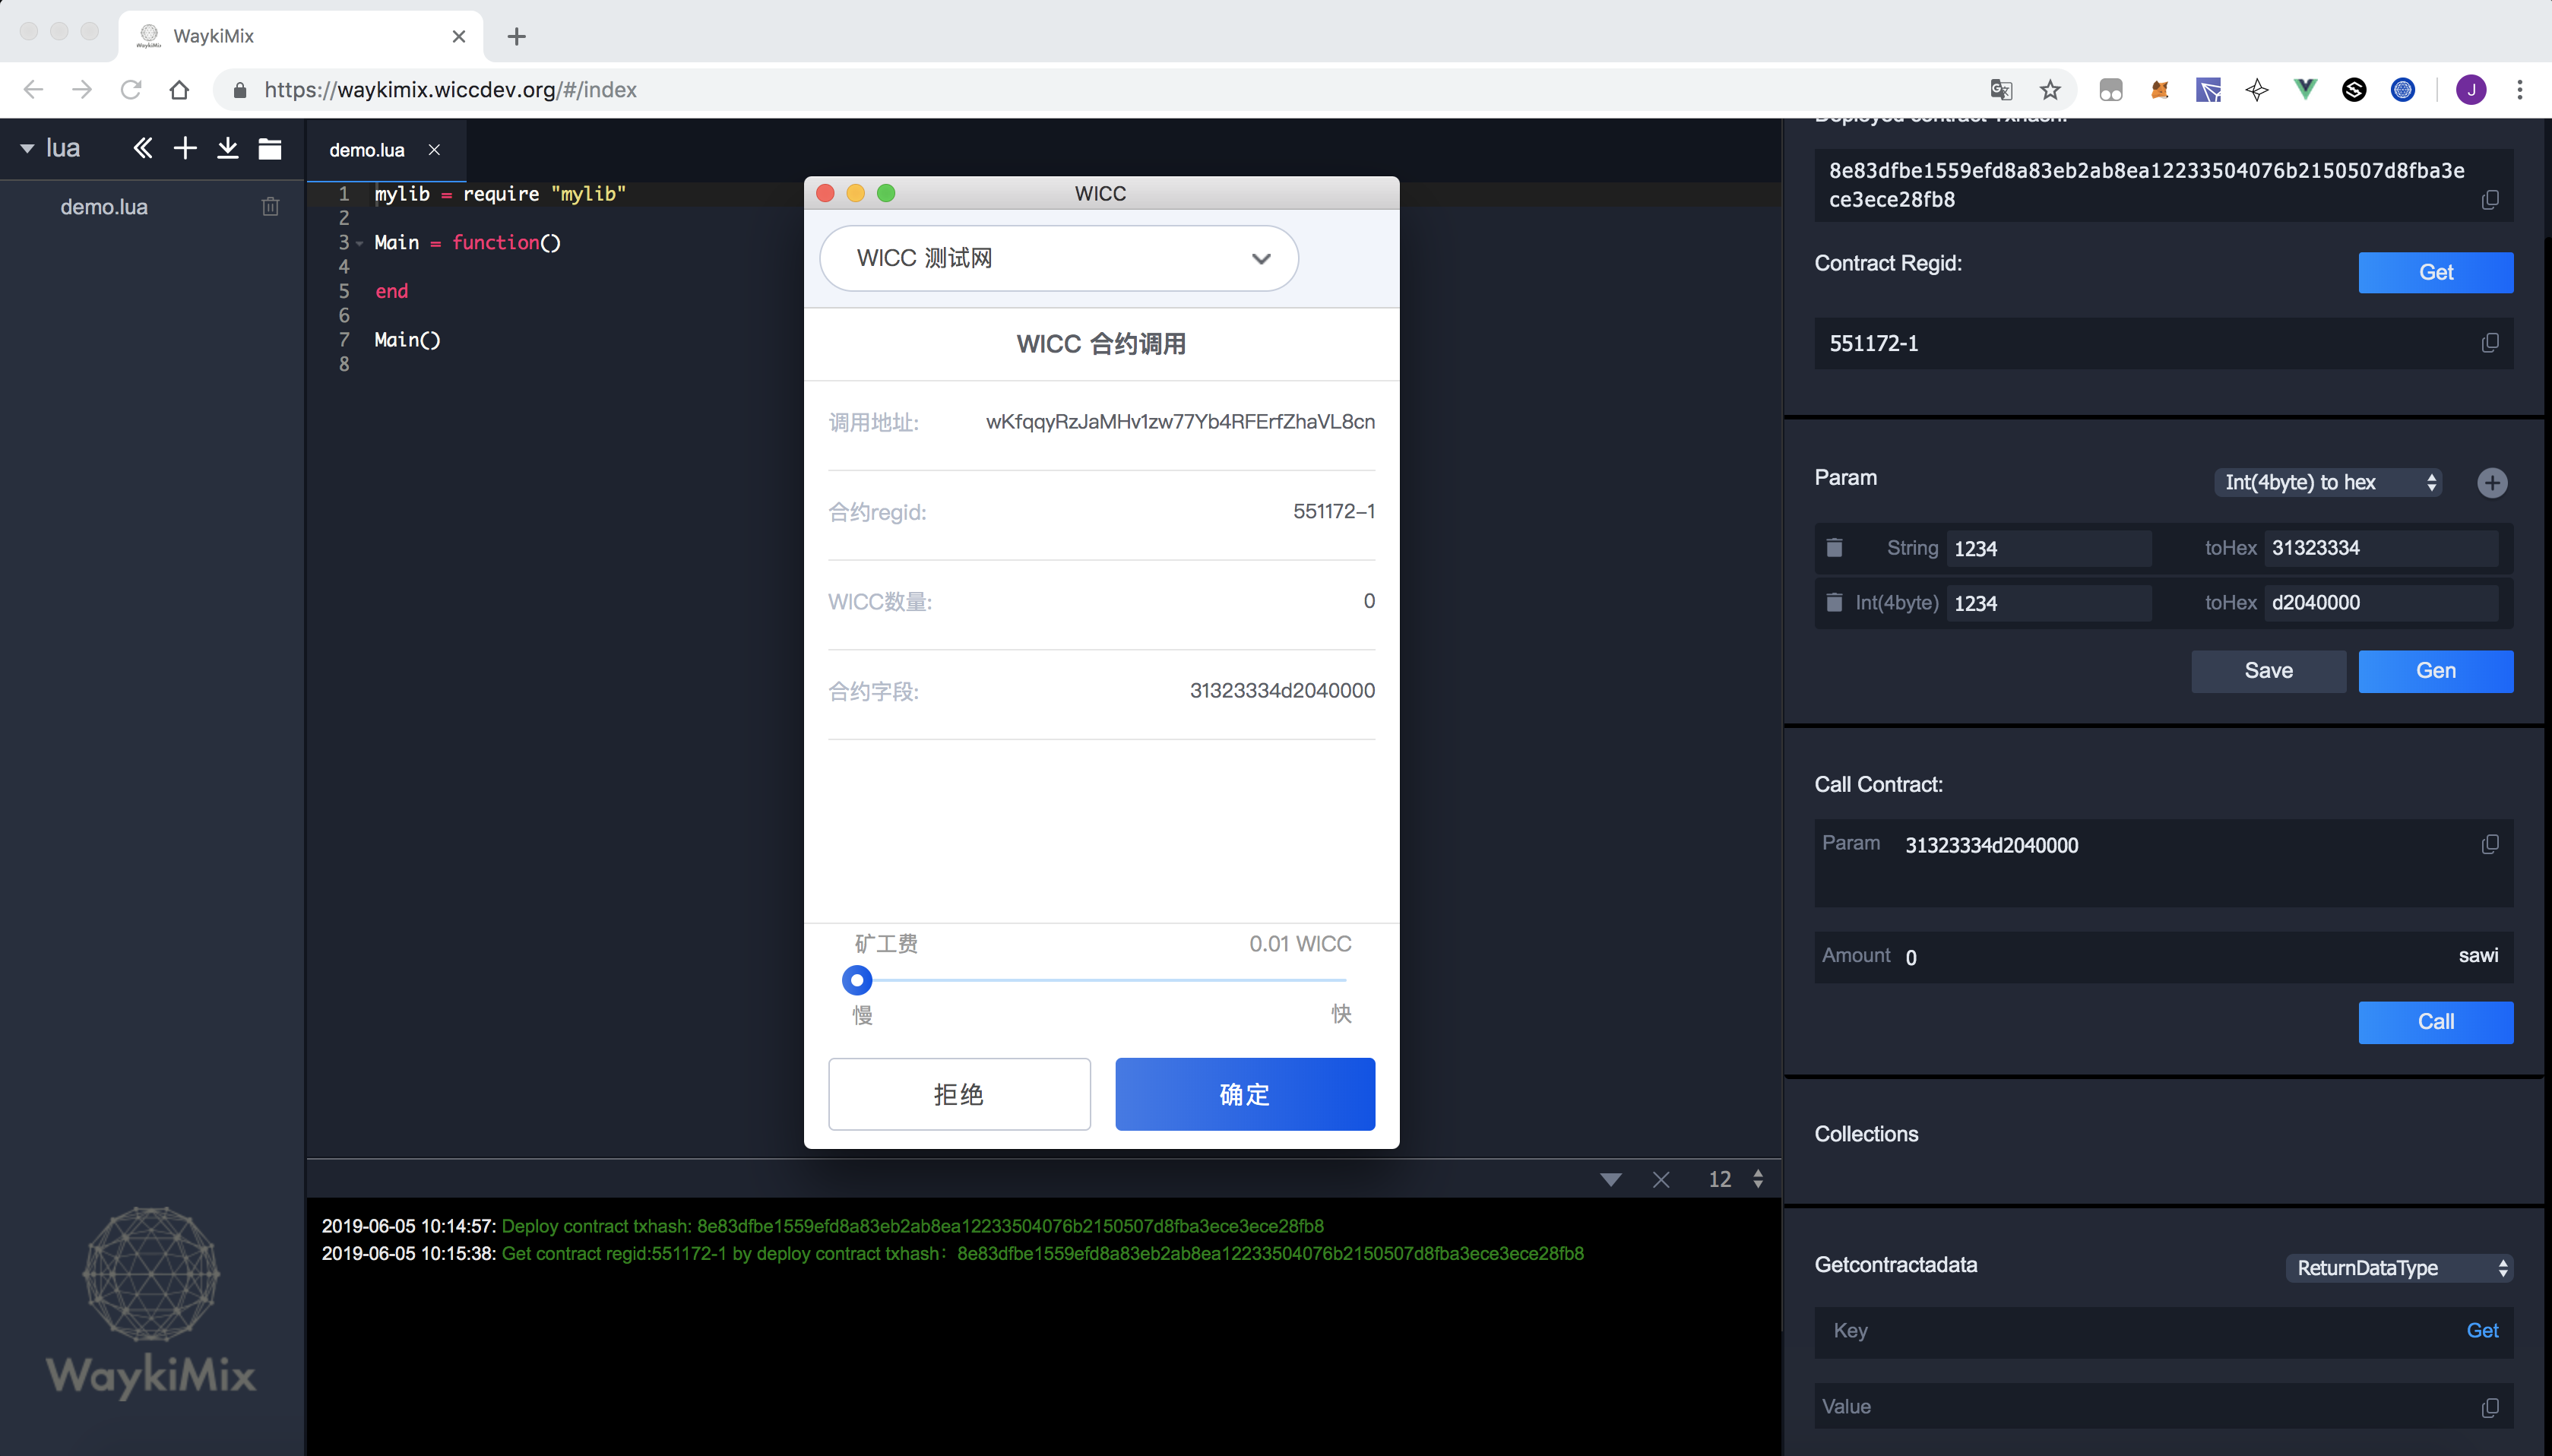 WaykiMix
https://waykimix.wiccdev.org/#/index
J
lua
demo.lua
WaykiMix
demo.lua
1 mylib = require "mylib"
2
3 Main = function()
4
5 end
6
7 Main()
8
WICC
WICC 测试网
WICC 合约调用
调用地址: wKfqqyRzJaMHv1zw77Yb4RFErfZhaVL8cn
合约regid: 551172-1
WICC数量: 0
合约字段: 31323334d2040000
矿工费 0.01 WICC
慢 快
拒绝 确定
12
2019-06-05 10:14:57: Deploy contract txhash: 8e83dfbe1559efd8a83eb2ab8ea12233504076b2150507d8fba3ece3ece28fb8
2019-06-05 10:15:38: Get contract regid:551172-1 by deploy contract txhash: 8e83dfbe1559efd8a83eb2ab8ea12233504076b2150507d8fba3ece3ece28fb8
Deployed contract Txhash:
8e83dfbe1559efd8a83eb2ab8ea12233504076b2150507d8fba3e
ce3ece28fb8
Contract Regid: Get
551172-1
Param Int(4byte) to hex
String 1234 toHex 31323334
Int(4byte) 1234 toHex d2040000
Save Gen
Call Contract:
Param 31323334d2040000
Amount 0 sawi
Call
Collections
Getcontractadata ReturnDataType
Key Get
Value